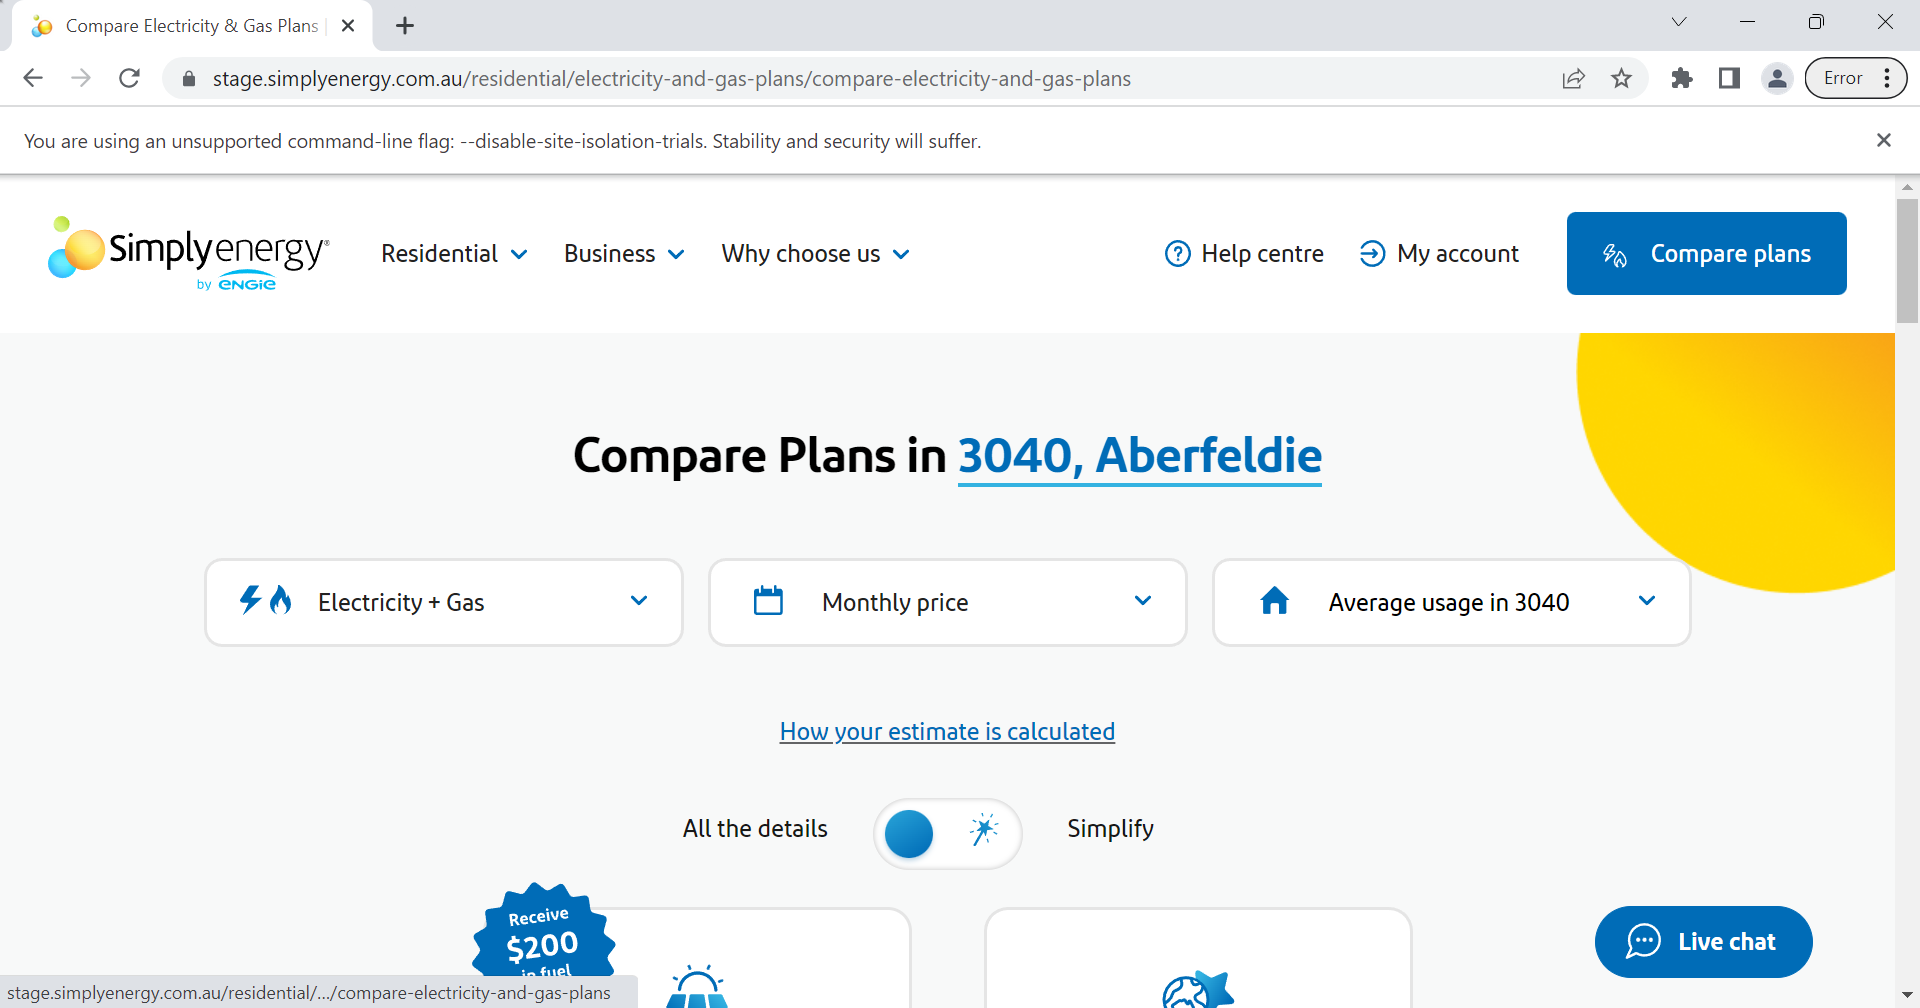 Compare Electricity & Gas Plans
stage.simplyenergy.com.au/residential/electricity-and-gas-plans/compare-electricity-and-gas-plans
Error
You are using an unsupported command-line flag: --disable-site-isolation-trials. Stability and security will suffer.
Simplyenergy®
by ENGIE
Residential
Business
Why choose us
Help centre
My account
Compare plans
Compare Plans in 3040, Aberfeldie
Electricity + Gas
Monthly price
Average usage in 3040
How your estimate is calculated
All the details
Simplify
Receive
$200
in fuel
Live chat
stage.simplyenergy.com.au/residential/.../compare-electricity-and-gas-plans